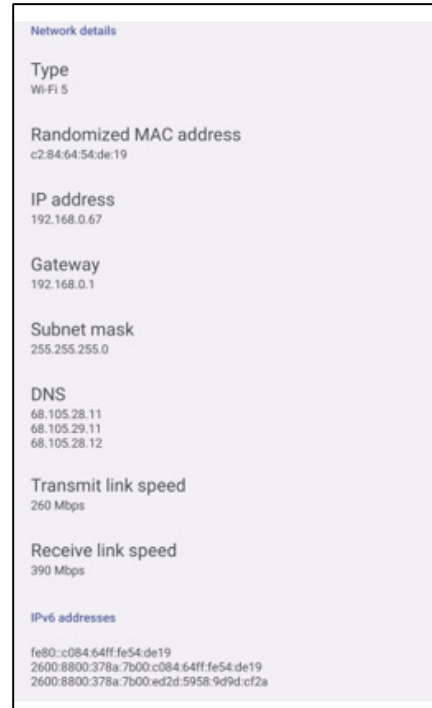 Network details
Type
Wi-Fi 5
Randomized MAC address
c2:84:64:54:de:19
IP address
192.168.0.67
Gateway
192.168.0.1
Subnet mask
255.255.255.0
DNS
68.105.28.11
68.105.29.11
68.105.28.12
Transmit link speed
260 Mbps
Receive link speed
390 Mbps
IPv6 addresses
fe80::c084:64ff:fe54:de19
2600:8800:378a:7b00:c084:64ff:fe54:de19
2600:8800:378a:7b00:ed2d:5958:9d9d:cf2a